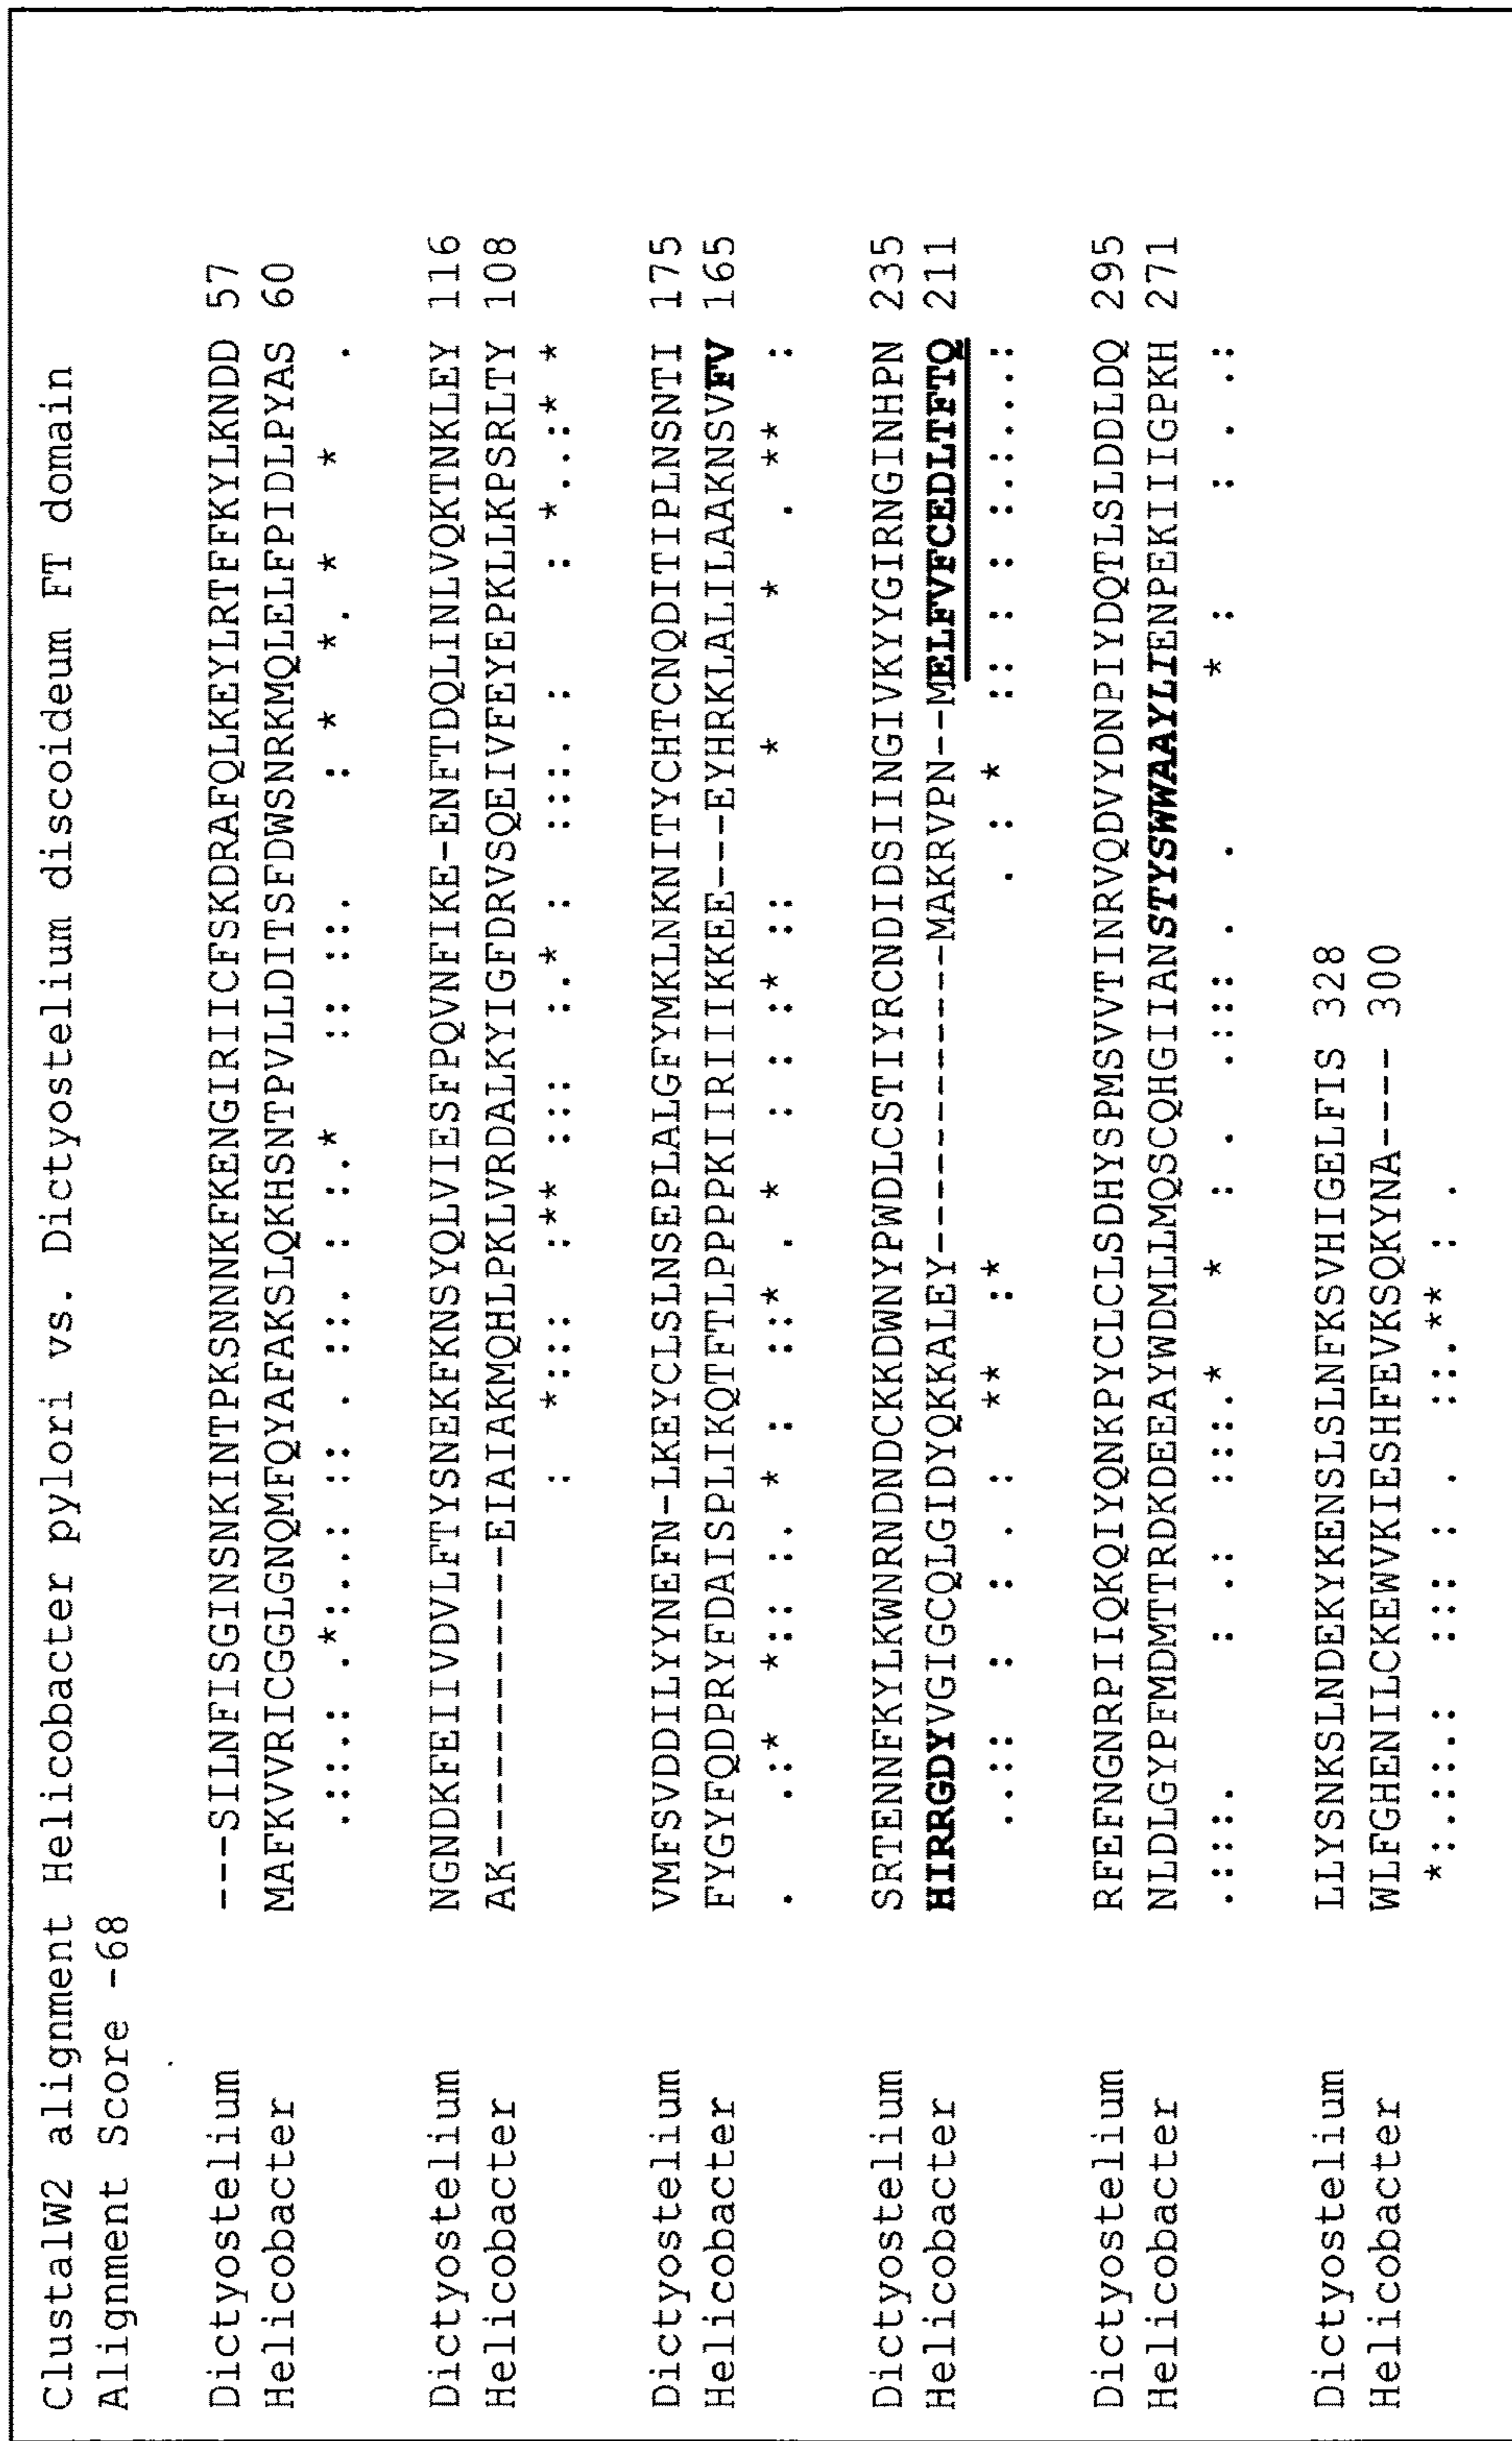 ClustalW2 alignment Helicobacter pylori vs. Dictyostelium discoideum FT domain
Alignment Score -68
Dictyostelium ---SILNFISGINSNKINTPKSNNNKFKENGIRIICFSKDRAFQLKEYLRTFFKYLKNDD 57
Helicobacter MAFKVVRICGGLGNQMFQYAFAKSLQKHSNTPVLLDITSFDWSNRKMQLELFPIDLPYAS 60
.::.: .*:..: :: . ::. : :.* :: ::. : * *. * * .
Dictyostelium NGNDKFEIIVDVLFTYSNEKFKNSYQLVIESFPQVNFIKE-ENFTDQLINLVQKTNKLEY 116
Helicobacter AK------------EIAIAKMQHLPKLVRDALKYIGFDRVSQEIVFEYEPKLLKPSRLTY 108
: *::: :** ::: :.* : :::. : : *..:* *
Dictyostelium VMFSVDDILYYNEFN-LKEYCLSLNSEPLALGFYMKLNKNITYCHTCNQDITIPLNSNTI 175
Helicobacter FYGYFQDPRYFDAISPLIKQTFTLPPPPKIIRIIIKKEE---EYHRKLALILAAKNSVFV 165
. .:* *:: :. * : ::* . * : : :* :: * * . ** :
Dictyostelium SRTENNFKYLKWNRNDNDCKKDWNYPWDLCSTIYRCNDIDSIINGIVKYYGIRNGINHPN 235
Helicobacter HIRRGDYVGIGCQLGIDYQKKALEY------------MAKRVPN--MELFVFCEDLTFTQ 211
..:: : : . : ** :* . : * :: : : :.:....:
Dictyostelium RFEFNGNRPIIQKQIYQNKPYCLCLSDHYSPMSVVTINRVQDVYDNPIYDQTLSLDDLDQ 295
Helicobacter NLDLGYPFMDMTTRDKDEEAYWDMLLMQSCQHGIIANSTYSWWAAYLIENPEKIIIGPKH 271
.:::. : .: :::.* * : . .::: . . * : : . .:
Dictyostelium LLYSNKSLNDEKYKENSLSLNFKSVHIGELFIS 328
Helicobacter WLFGHENILCKEWVKIESHFEVKSQKYNA---- 300
*:.::.: ::: : . ::.** : .